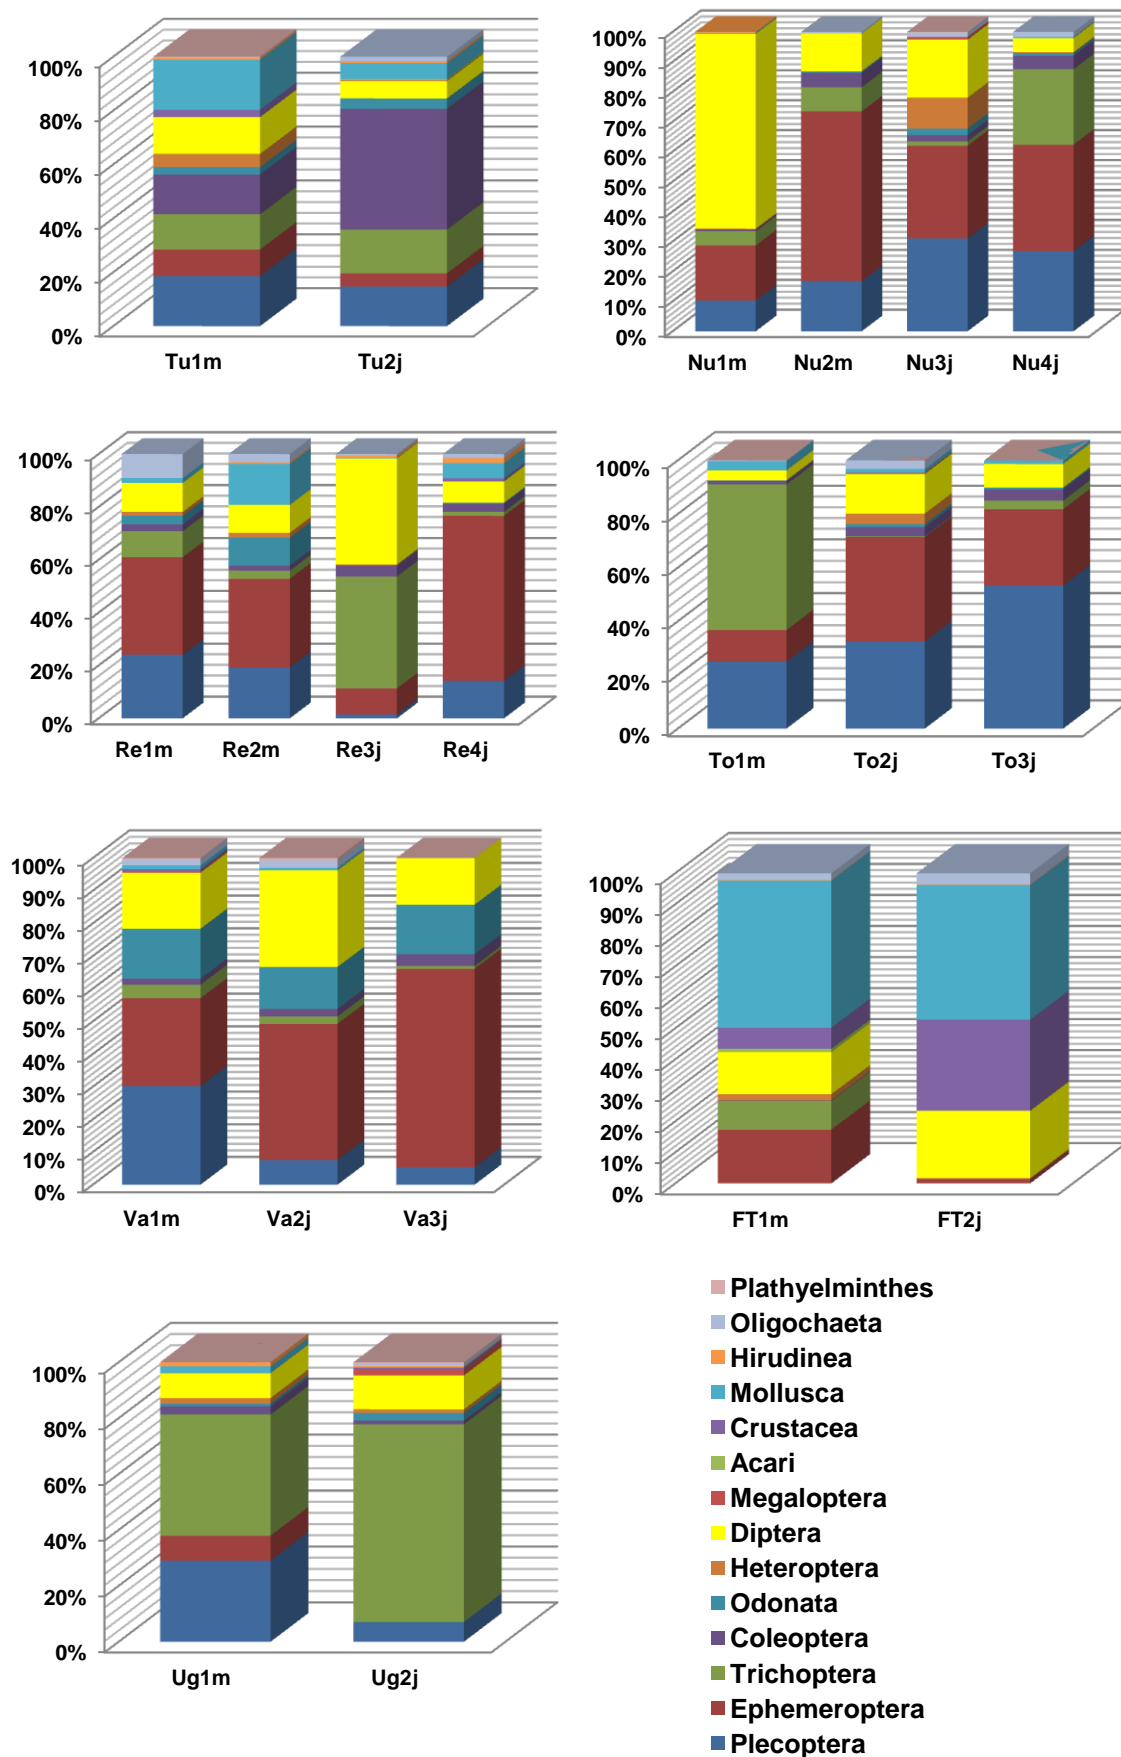 100%
80%
60%
40%
20%
0%
Tu1m Tu2j
100%
90%
80%
70%
60%
50%
40%
30%
20%
10%
0%
Nu1m Nu2m Nu3j Nu4j
100%
80%
60%
40%
20%
0%
Re1m Re2m Re3j Re4j
100%
80%
60%
40%
20%
0%
To1m To2j To3j
100%
90%
80%
70%
60%
50%
40%
30%
20%
10%
0%
Va1m Va2j Va3j
100%
90%
80%
70%
60%
50%
40%
30%
20%
10%
0%
FT1m FT2j
100%
80%
60%
40%
20%
0%
Ug1m Ug2j
Plathyelminthes
Oligochaeta
Hirudinea
Mollusca
Crustacea
Acari
Megaloptera
Diptera
Heteroptera
Odonata
Coleoptera
Trichoptera
Ephemeroptera
Plecoptera